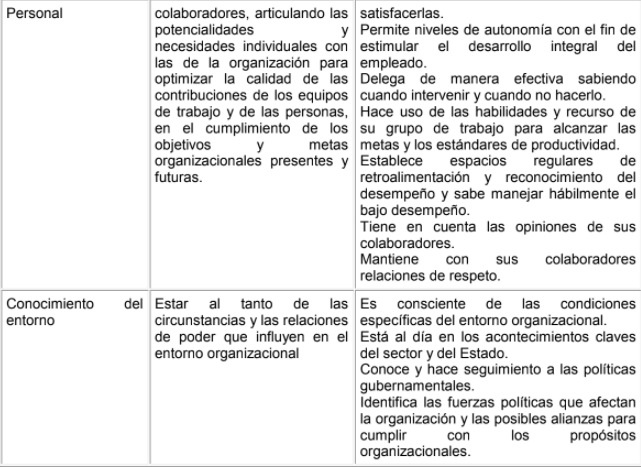 Personal
colaboradores, articulando las
potencialidades y
necesidades individuales con
las de la organización para
optimizar la calidad de las
contribuciones de los equipos
de trabajo y de las personas,
en el cumplimiento de los
objetivos y metas
organizacionales presentes y
futuras.
satisfacerlas.
Permite niveles de autonomía con el fin de
estimular el desarrollo integral del
empleado.
Delega de manera efectiva sabiendo
cuando intervenir y cuando no hacerlo.
Hace uso de las habilidades y recurso de
su grupo de trabajo para alcanzar las
metas y los estándares de productividad.
Establece espacios regulares de
retroalimentación y reconocimiento del
desempeño y sabe manejar hábilmente el
bajo desempeño.
Tiene en cuenta las opiniones de sus
colaboradores.
Mantiene con sus colaboradores
relaciones de respeto.
Conocimiento del
entorno
Estar al tanto de las
circunstancias y las relaciones
de poder que influyen en el
entorno organizacional
Es consciente de las condiciones
específicas del entorno organizacional.
Está al día en los acontecimientos claves
del sector y del Estado.
Conoce y hace seguimiento a las políticas
gubernamentales.
Identifica las fuerzas políticas que afectan
la organización y las posibles alianzas para
cumplir con los propósitos
organizacionales.